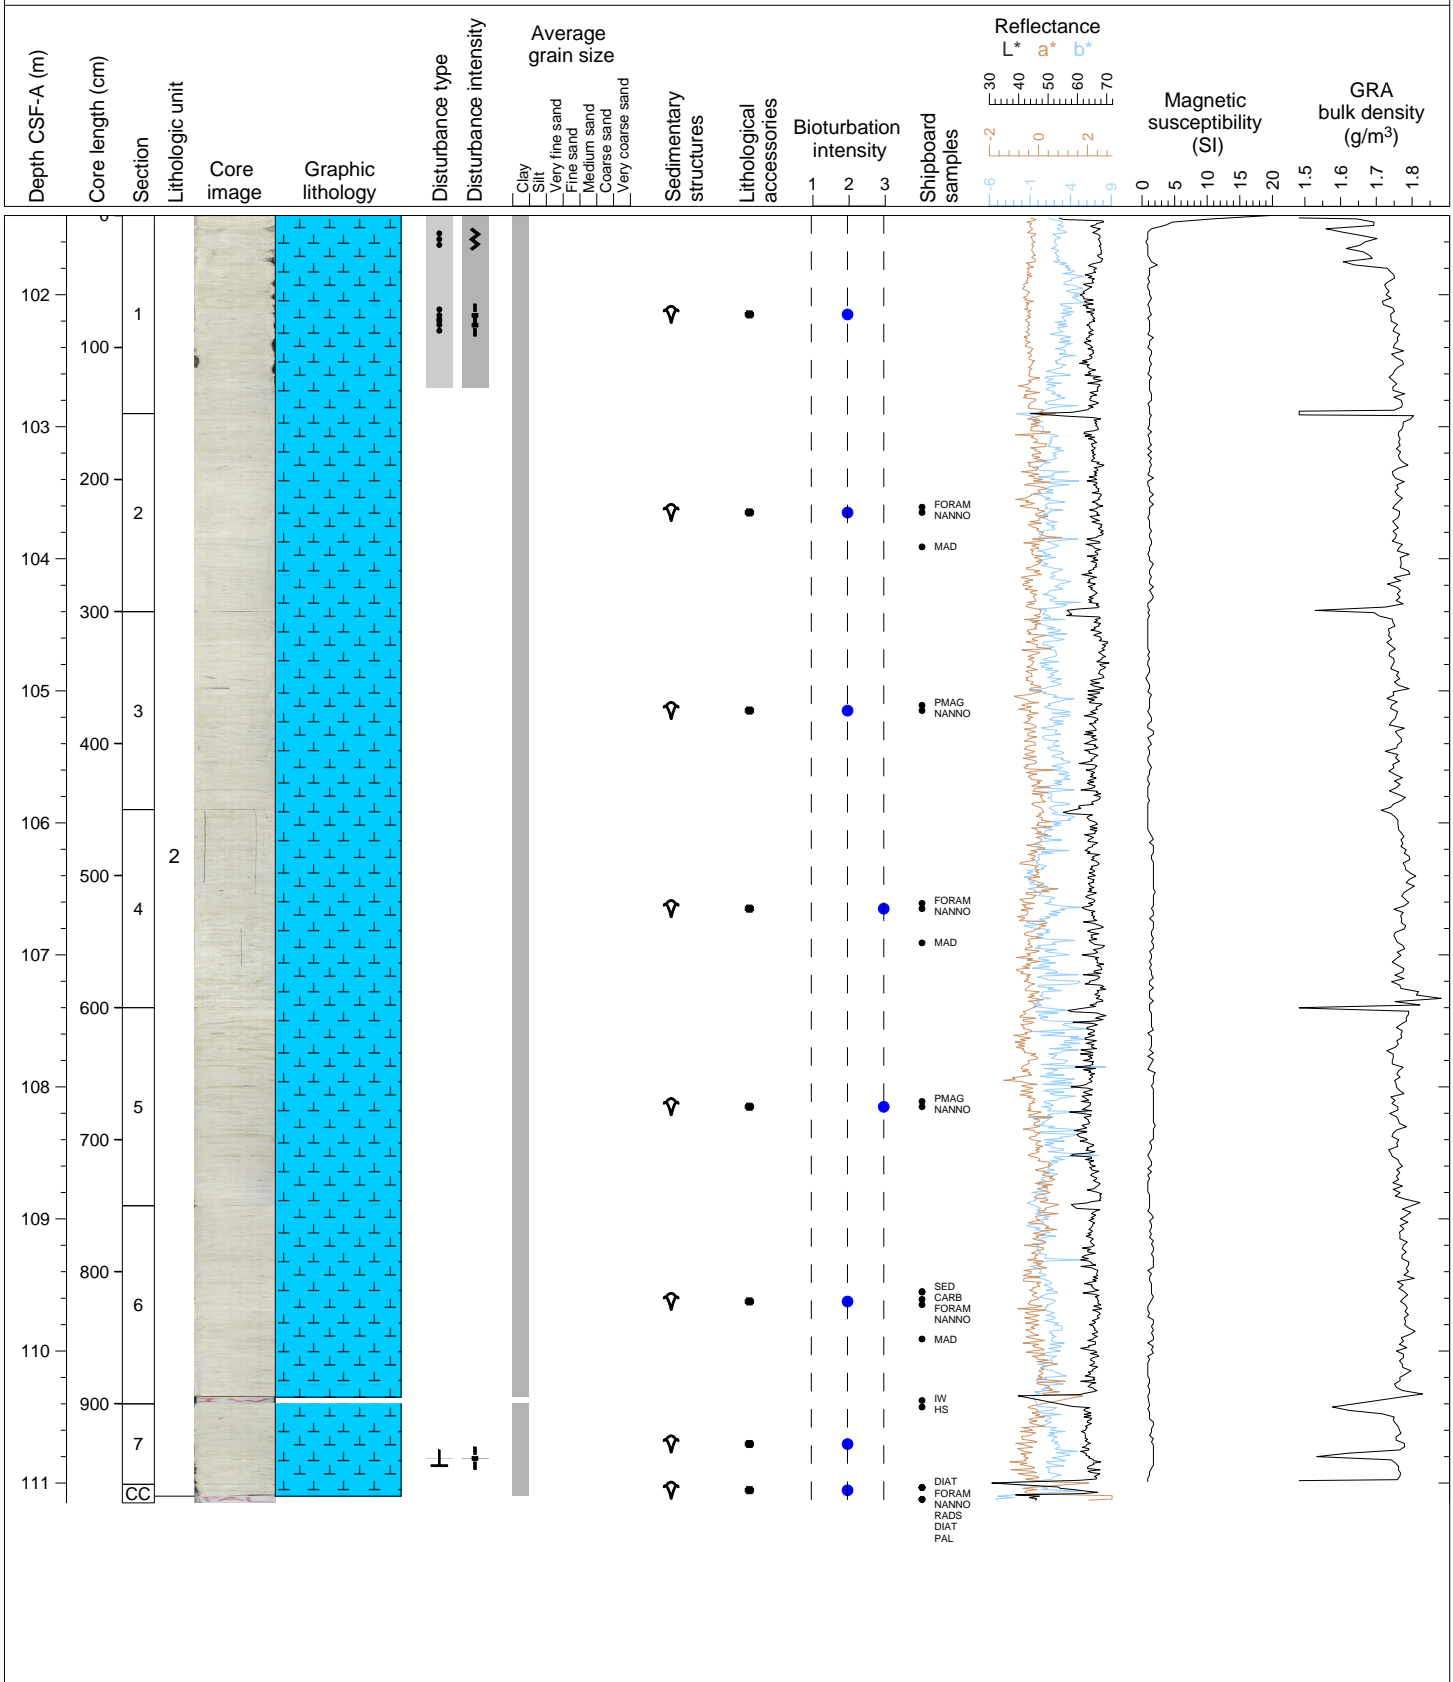 Depth CSF-A (m)
Core length (cm)
Section
Lithologic unit
Core
image
Graphic
lithology
Disturbance type
Disturbance intensity
Average
grain size
Clay
Silt
Very fine sand
Fine sand
Medium sand
Coarse sand
Very coarse sand
Sedimentary
structures
Lithological
accessories
Bioturbation
intensity
1 2 3
Shipboard
samples
Reflectance
L* a* b*
30 40 50 60 70
-2 0 2
-6 -1 4 9
Magnetic
susceptibility
(SI)
0 5 10 15 20
GRA
bulk density
(g/m3)
1.5 1.6 1.7 1.8
0
102
1
100
103
200
2
FORAM
NANNO
104
MAD
300
105
3
PMAG
NANNO
400
106
2
500
4
FORAM
NANNO
107
MAD
600
108
5
PMAG
NANNO
700
109
800
6
SED
CARB
FORAM
NANNO
110
MAD
900
IW
HS
7
111
CC
DIAT
FORAM
NANNO
RADS
DIAT
PAL